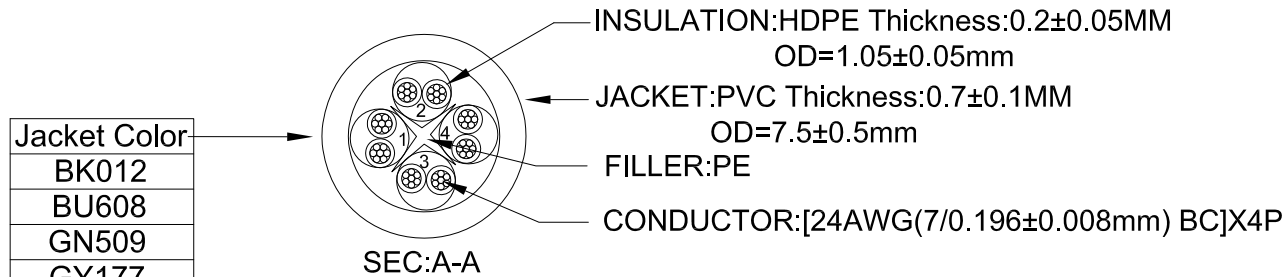 INSULATION:HDPE Thickness:0.2±0.05MM
OD=1.05±0.05mm
JACKET:PVC Thickness:0.7±0.1MM
OD=7.5±0.5mm
FILLER:PE
CONDUCTOR:[24AWG(7/0.196±0.008mm) BC]X4P
2
1
4
3
SEC:A-A
Jacket Color
BK012
BU608
GN509
GY177